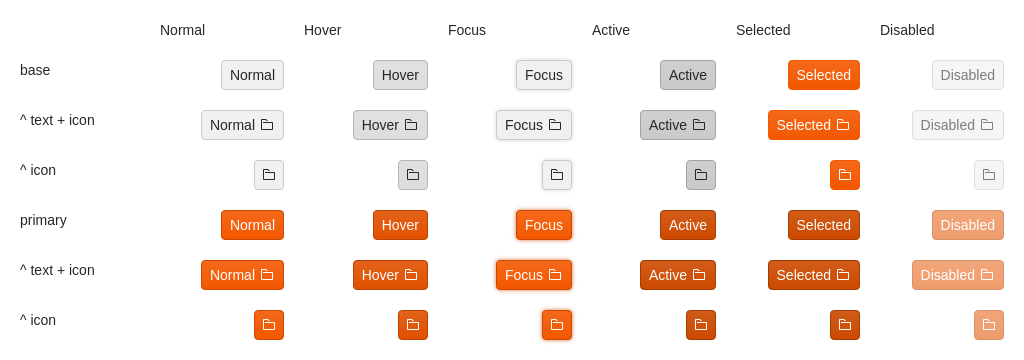 Normal Hover Focus Active Selected Disabled
base Normal Hover Focus Active Selected Disabled
^ text + icon Normal Hover Focus Active Selected Disabled
^ icon
primary Normal Hover Focus Active Selected Disabled
^ text + icon Normal Hover Focus Active Selected Disabled
^ icon